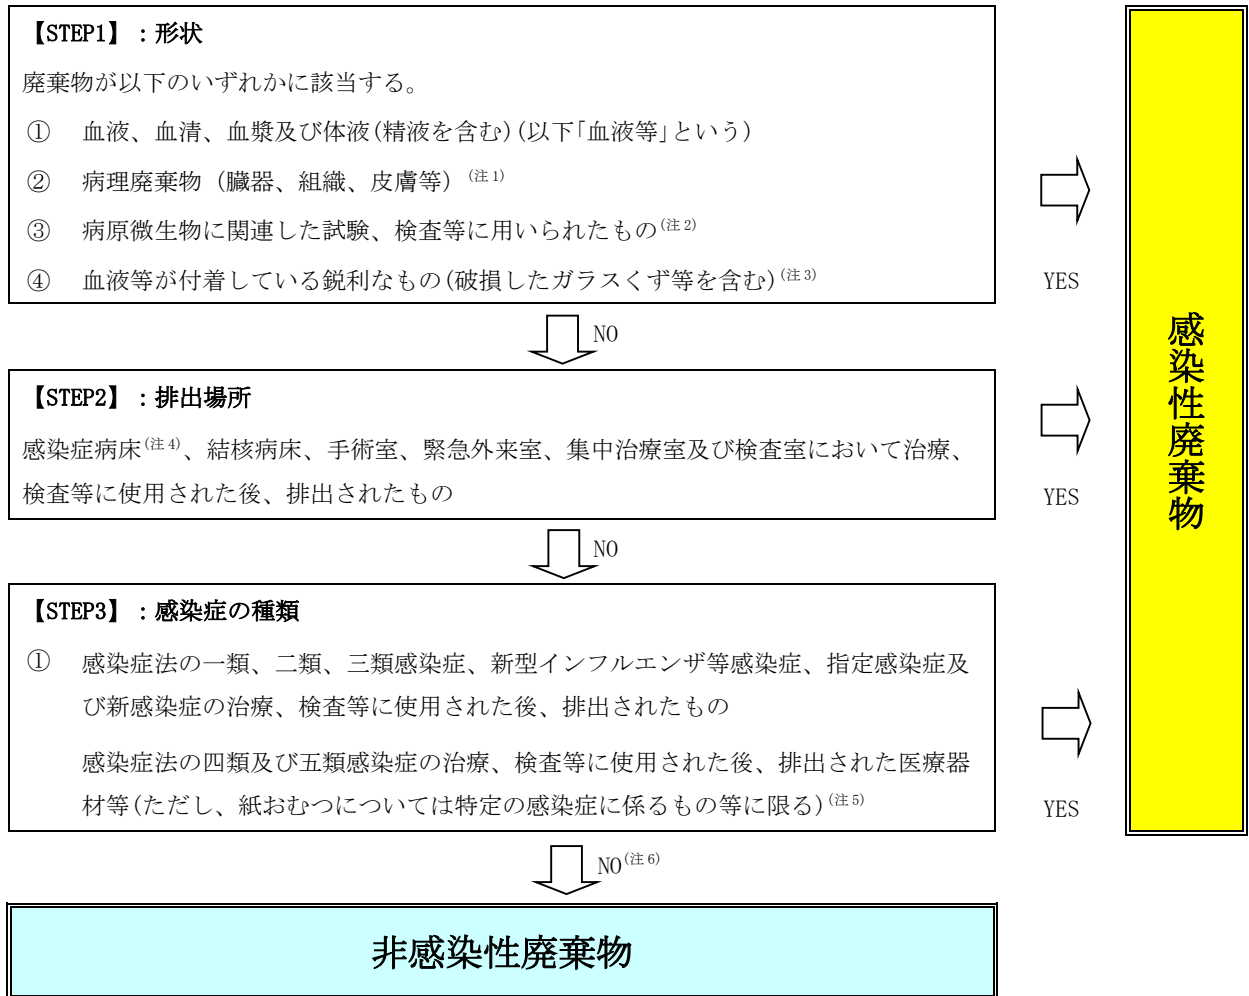 【STEP1】：形状
廃棄物が以下のいずれかに該当する。
① 血液、血清、血漿及び体液(精液を含む)(以下「血液等」という)
② 病理廃棄物（臓器、組織、皮膚等）(注1)
③ 病原微生物に関連した試験、検査等に用いられたもの(注2)
④ 血液等が付着している鋭利なもの(破損したガラスくず等を含む)(注3)
YES
NO
【STEP2】：排出場所
感染症病床(注4)、結核病床、手術室、緊急外来室、集中治療室及び検査室において治療、
検査等に使用された後、排出されたもの
YES
NO
【STEP3】：感染症の種類
① 感染症法の一類、二類、三類感染症、新型インフルエンザ等感染症、指定感染症及
び新感染症の治療、検査等に使用された後、排出されたもの
感染症法の四類及び五類感染症の治療、検査等に使用された後、排出された医療器
材等(ただし、紙おむつについては特定の感染症に係るもの等に限る)(注5)
YES
NO(注6)
感染性廃棄物
非感染性廃棄物